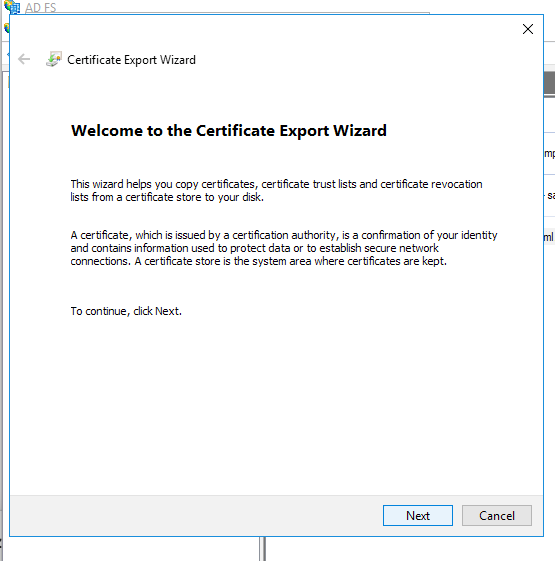 AD FS
Certificate Export Wizard
Welcome to the Certificate Export Wizard
This wizard helps you copy certificates, certificate trust lists and certificate revocation
lists from a certificate store to your disk.
A certificate, which is issued by a certification authority, is a confirmation of your identity
and contains information used to protect data or to establish secure network
connections. A certificate store is the system area where certificates are kept.
To continue, click Next.
Next
Cancel